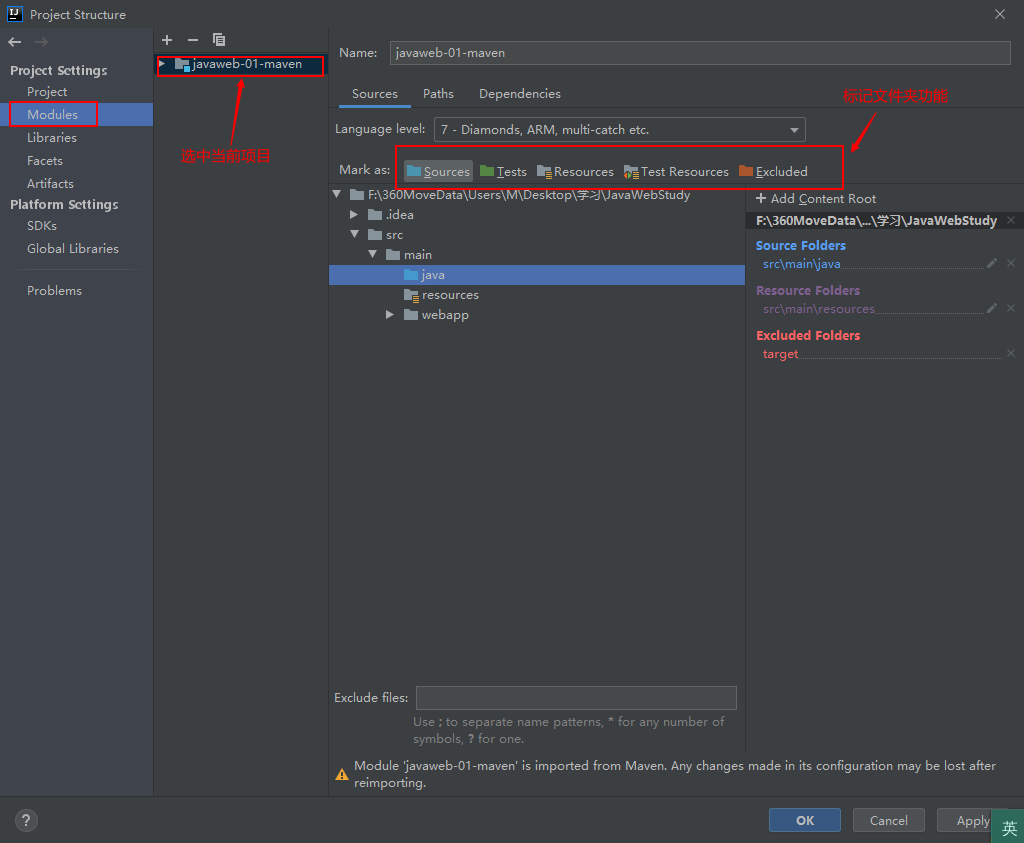 Project Structure
Project Settings
Project
Modules
Libraries
Facets
Artifacts
Platform Settings
SDKs
Global Libraries
Problems
javaweb-01-maven
选中当前项目
Name: javaweb-01-maven
Sources Paths Dependencies
标记文件夹功能
Language level: 7 - Diamonds, ARM, multi-catch etc.
Mark as: Sources Tests Resources Test Resources Excluded
F:\360MoveData\Users\M\Desktop\学习\JavaWebStudy
.idea
src
main
java
resources
webapp
+ Add Content Root
F:\360MoveData\...\学习\JavaWebStudy
Source Folders
src\main\java
Resource Folders
src\main\resources
Excluded Folders
target
Exclude files:
Use ; to separate name patterns, * for any number of
symbols, ? for one.
Module 'javaweb-01-maven' is imported from Maven. Any changes made in its configuration may be lost after
reimporting.
?
OK Cancel Apply
英